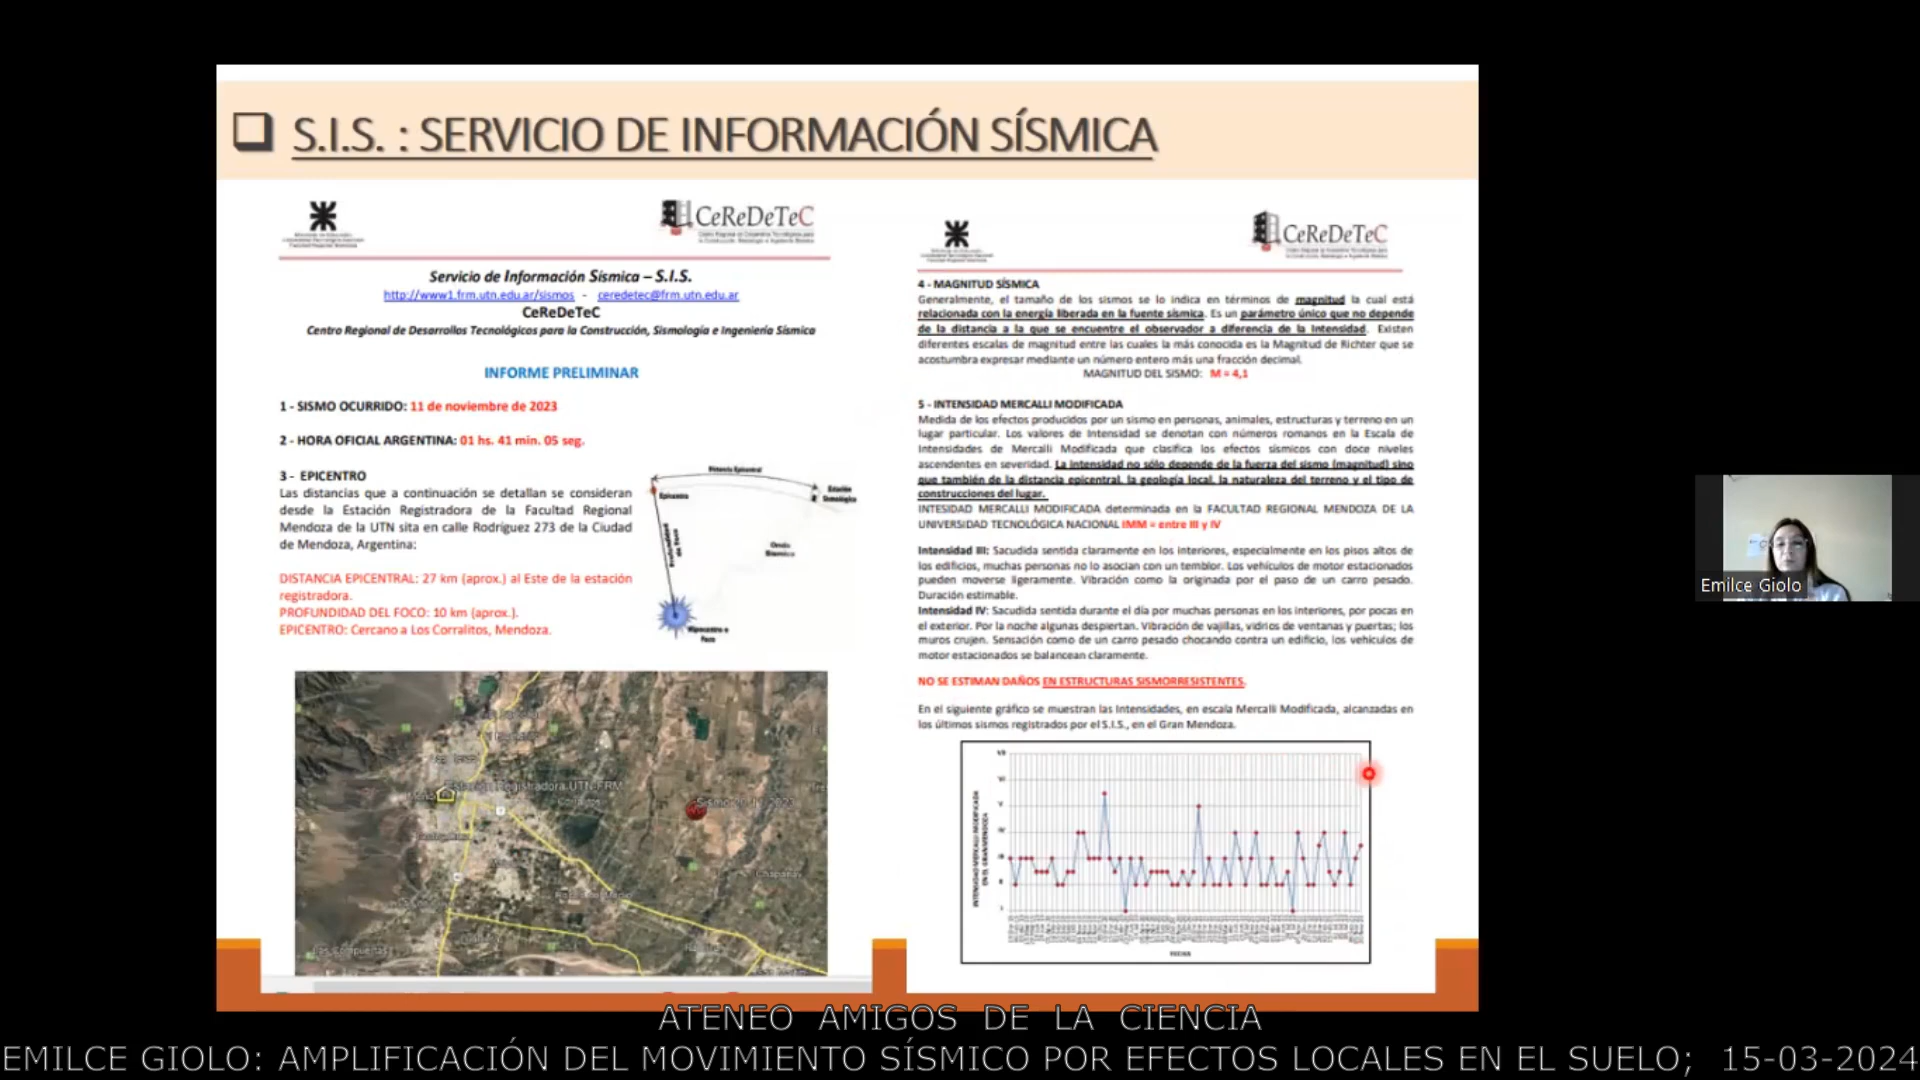 S.I.S. : SERVICIO DE INFORMACIÓN SÍSMICA
CeReDeTeC
Servicio de Información Sísmica – S.I.S.
http://www1.frm.utn.edu.ar/sismos - ceredetec@frm.utn.edu.ar
CeReDeTeC
Centro Regional de Desarrollos Tecnológicos para la Construcción, Sismología e Ingeniería Sísmica
INFORME PRELIMINAR
1 - SISMO OCURRIDO: 11 de noviembre de 2023
2 - HORA OFICIAL ARGENTINA: 01 hs. 41 min. 05 seg.
3 - EPICENTRO
Las distancias que a continuación se detallan se consideran
desde la Estación Registradora de la Facultad Regional
Mendoza de la UTN sita en calle Rodríguez 273 de la Ciudad
de Mendoza, Argentina:
DISTANCIA EPICENTRAL: 27 km (aprox.) al Este de la estación
registradora.
PROFUNDIDAD DEL FOCO: 10 km (aprox.).
EPICENTRO: Cercano a Los Corralitos, Mendoza.
Distancia Epicentral
Epicentro
Estación
Sismológica
Profundidad
de Foco
Hipocentro o
Foco
Estación Registradora UTN-FRM
CeReDeTeC
4 - MAGNITUD SÍSMICA
Generalmente, el tamaño de los sismos se lo indica en términos de magnitud la cual está
relacionada con la energía liberada en la fuente sísmica. Es un parámetro único que no depende
de la distancia a la que se encuentre el observador a diferencia de la Intensidad. Existen
diferentes escalas de magnitud entre las cuales la más conocida es la Magnitud de Richter que se
acostumbra expresar mediante un número entero más una fracción decimal.
MAGNITUD DEL SISMO: M = 4,1
5 - INTENSIDAD MERCALLI MODIFICADA
Medida de los efectos producidos por un sismo en personas, animales, estructuras y terreno en un
lugar particular. Los valores de Intensidad se denotan con números romanos en la Escala de
Intensidades de Mercalli Modificada que clasifica los efectos sísmicos con doce niveles
ascendentes en severidad. La intensidad no sólo depende de la fuerza del sismo (magnitud) sino
que también de la distancia epicentral, la geología local, la naturaleza del terreno y el tipo de
construcciones del lugar.
INTESIDAD MERCALLI MODIFICADA determinada en la FACULTAD REGIONAL MENDOZA DE LA
UNIVERSIDAD TECNOLÓGICA NACIONAL IMM = entre III y IV
Intensidad III: Sacudida sentida claramente en los interiores, especialmente en los pisos altos de
los edificios, muchas personas no lo asocian con un temblor. Los vehículos de motor estacionados
pueden moverse ligeramente. Vibración como la originada por el paso de un carro pesado.
Duración estimable.
Intensidad IV: Sacudida sentida durante el día por muchas personas en los interiores, por pocas en
el exterior. Por la noche algunas despiertan. Vibración de vajillas, vidrios de ventanas y puertas; los
muros crujen. Sensación como de un carro pesado chocando contra un edificio, los vehículos de
motor estacionados se balancean claramente.
NO SE ESTIMAN DAÑOS EN ESTRUCTURAS SISMORRESISTENTES.
En el siguiente gráfico se muestran las Intensidades, en escala Mercalli Modificada, alcanzadas en
los últimos sismos registrados por el S.I.S., en el Gran Mendoza.
INTENSIDAD MERCALLI MODIFICADA
EN EL GRAN MENDOZA
FECHAS
Emilce Giolo
ATENEO AMIGOS DE LA CIENCIA
EMILCE GIOLO: AMPLIFICACIÓN DEL MOVIMIENTO SÍSMICO POR EFECTOS LOCALES EN EL SUELO; 15-03-2024